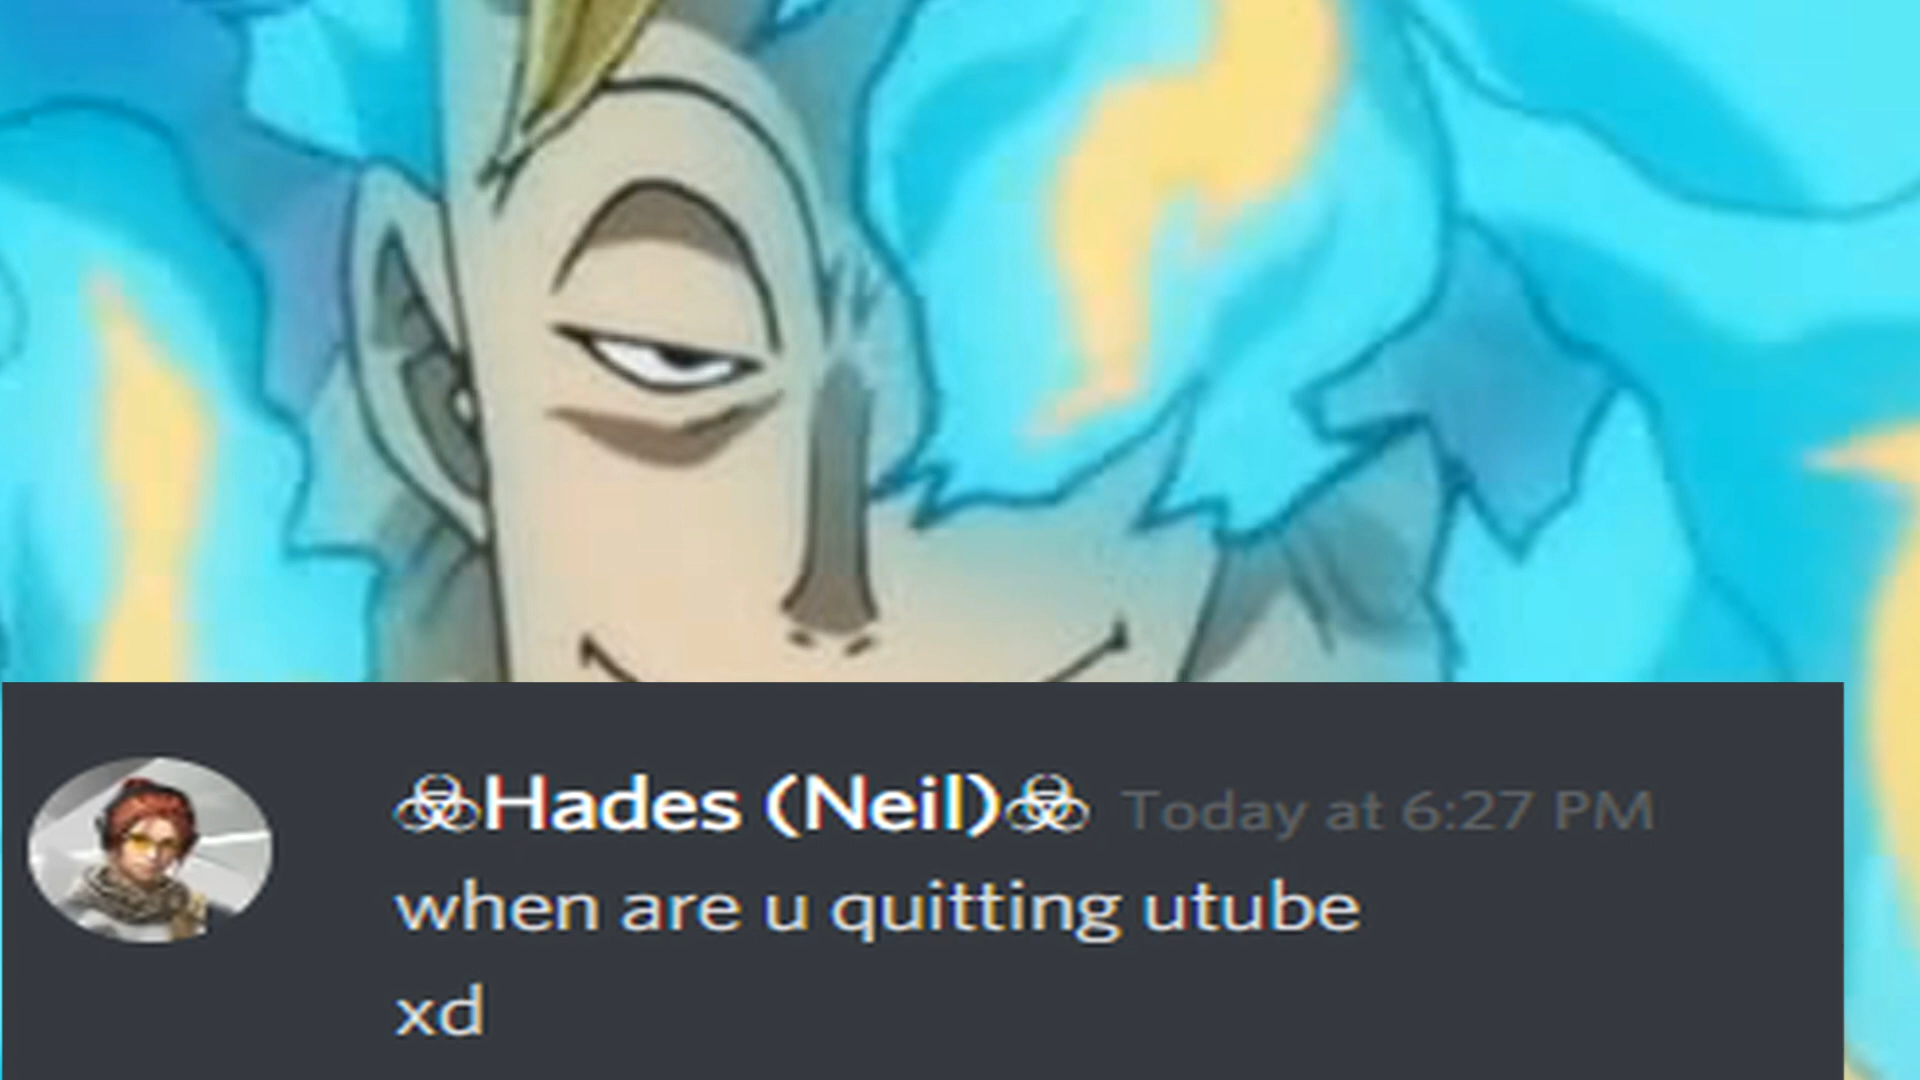 ☣Hades (Neil)☣ Today at 6:27 PM
when are u quitting utube
xd